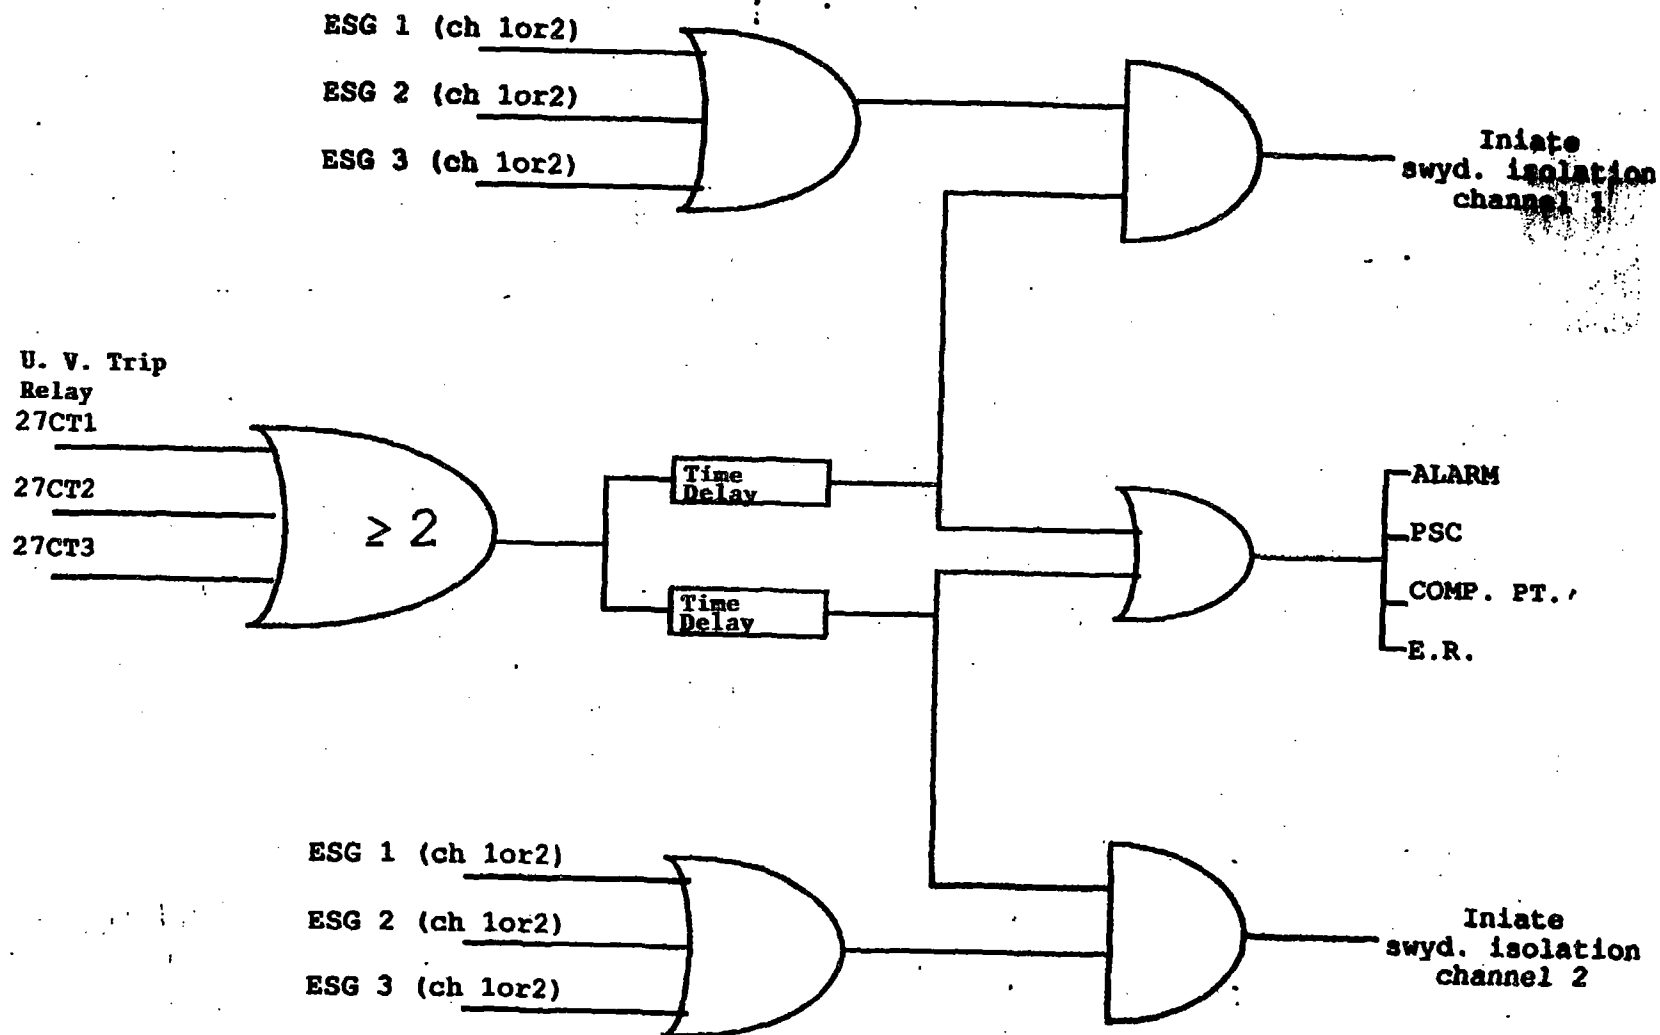 ESG 1 (ch 1or2)
ESG 2 (ch 1or2)
ESG 3 (ch 1or2)
Iniate
swyd. isolation
channel 1
U. V. Trip
Relay
27CT1
27CT2
27CT3
≥ 2
Time
Delay
Time
Delay
ALARM
PSC
COMP. PT.
E.R.
ESG 1 (ch 1or2)
ESG 2 (ch 1or2)
ESG 3 (ch 1or2)
Iniate
swyd. isolation
channel 2